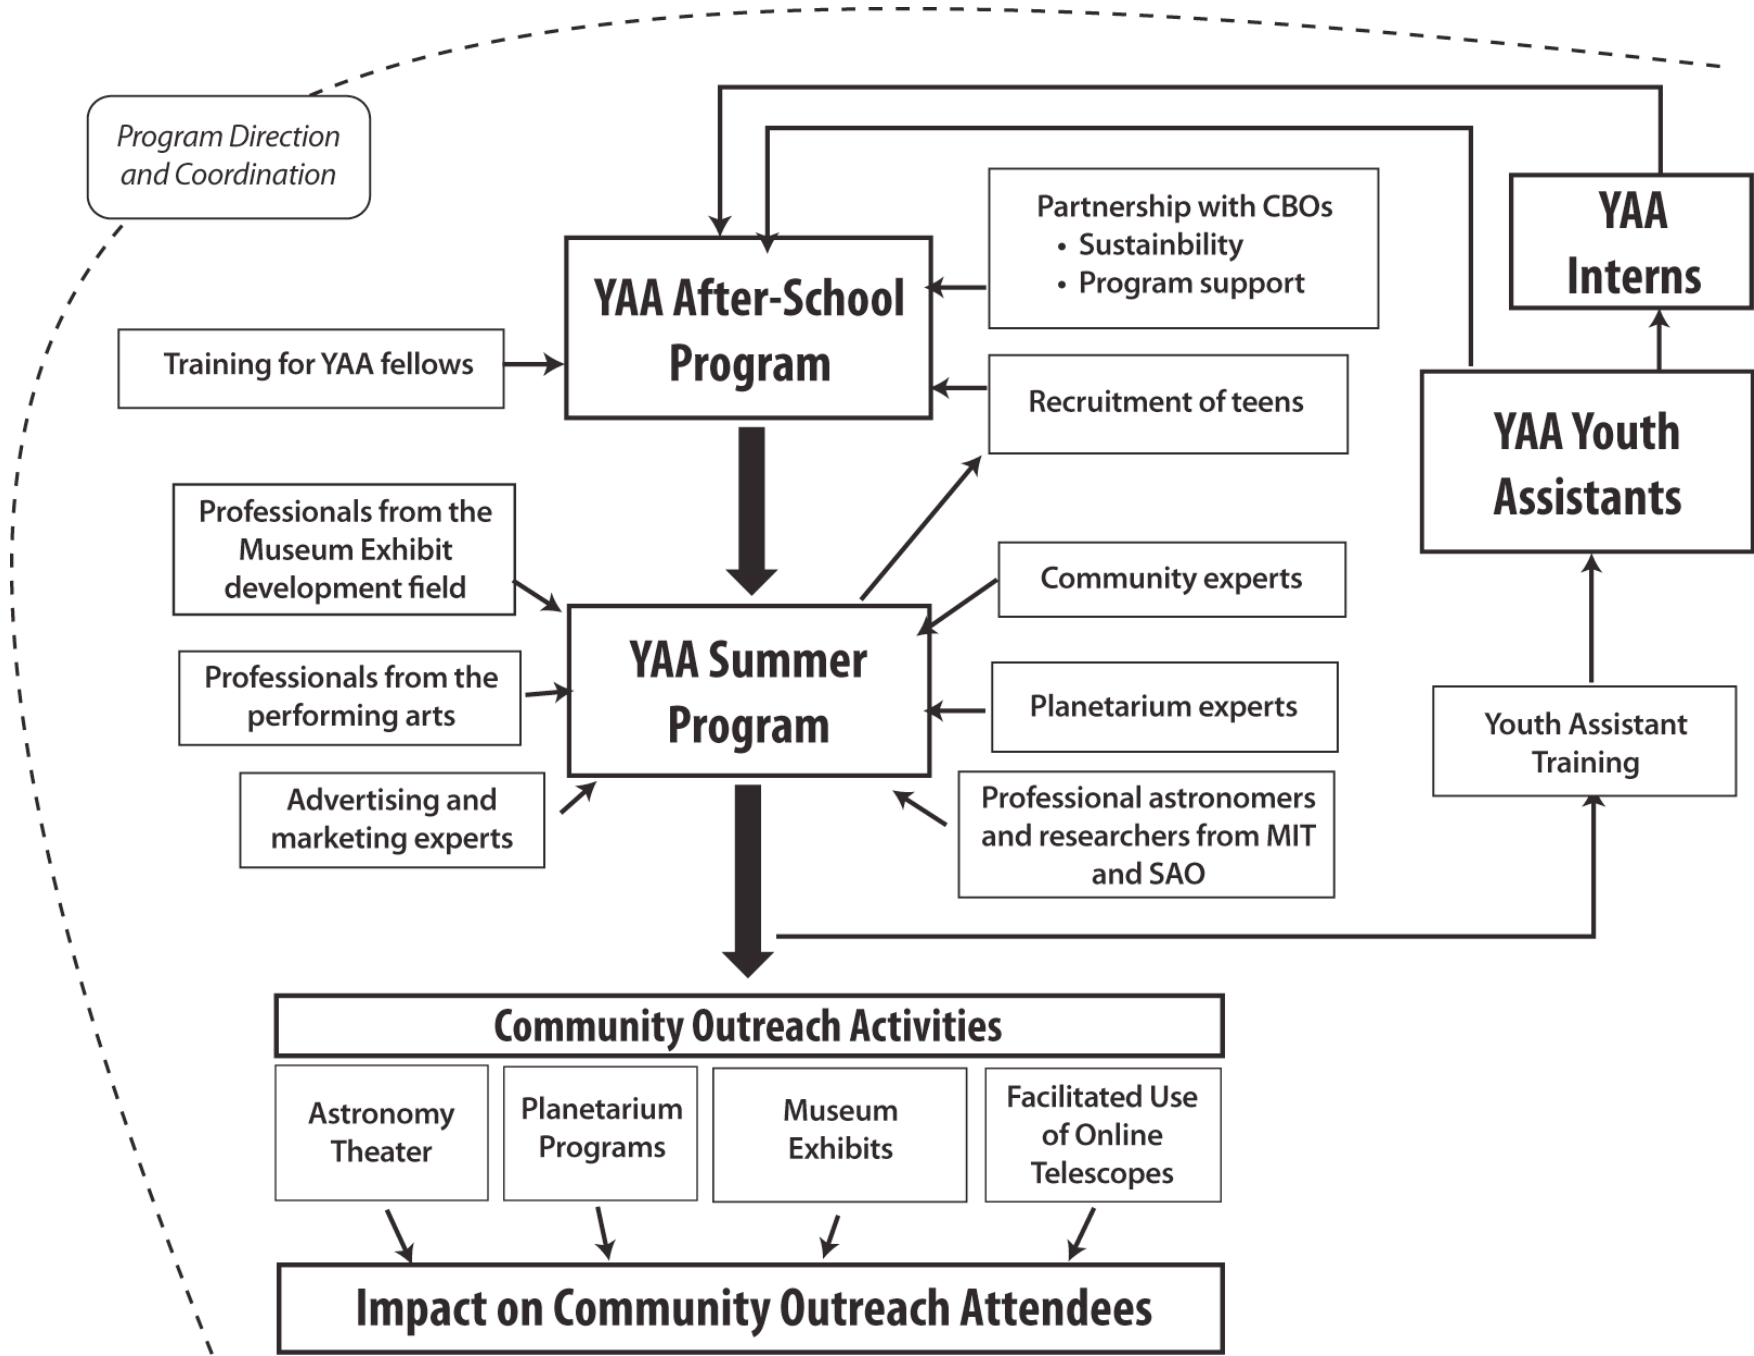 Program Direction
and Coordination
YAA
Interns
Partnership with CBOs
• Sustainbility
• Program support
YAA After-School
Program
Training for YAA fellows
Recruitment of teens
YAA Youth
Assistants
Professionals from the
Museum Exhibit
development field
Community experts
YAA Summer
Program
Professionals from the
performing arts
Planetarium experts
Youth Assistant
Training
Advertising and
marketing experts
Professional astronomers
and researchers from MIT
and SAO
Community Outreach Activities
Astronomy
Theater
Planetarium
Programs
Museum
Exhibits
Facilitated Use
of Online
Telescopes
Impact on Community Outreach Attendees